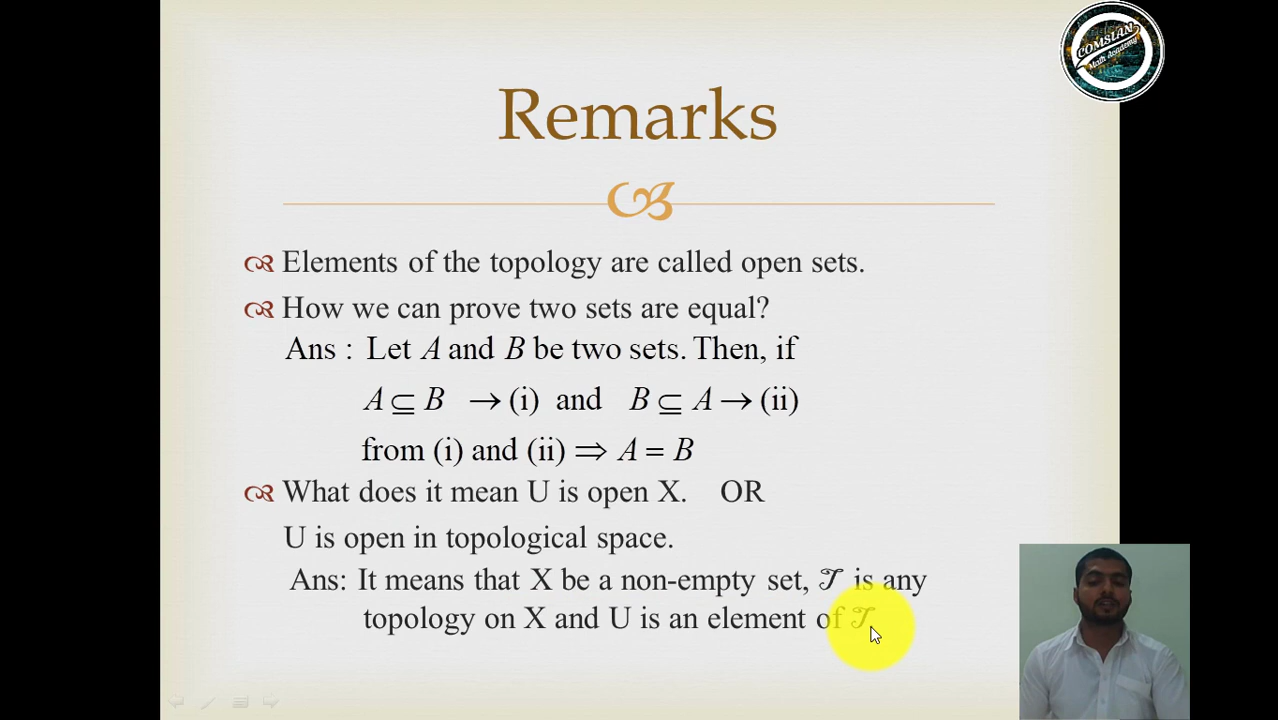 COMSIAN
Math Academy
Remarks
Elements of the topology are called open sets.
How we can prove two sets are equal?
Ans : Let A and B be two sets. Then, if
A ⊆ B → (i) and B ⊆ A → (ii)
from (i) and (ii) ⇒ A = B
What does it mean U is open X. OR
U is open in topological space.
Ans: It means that X be a non-empty set, 𝒯 is any
topology on X and U is an element of 𝒯